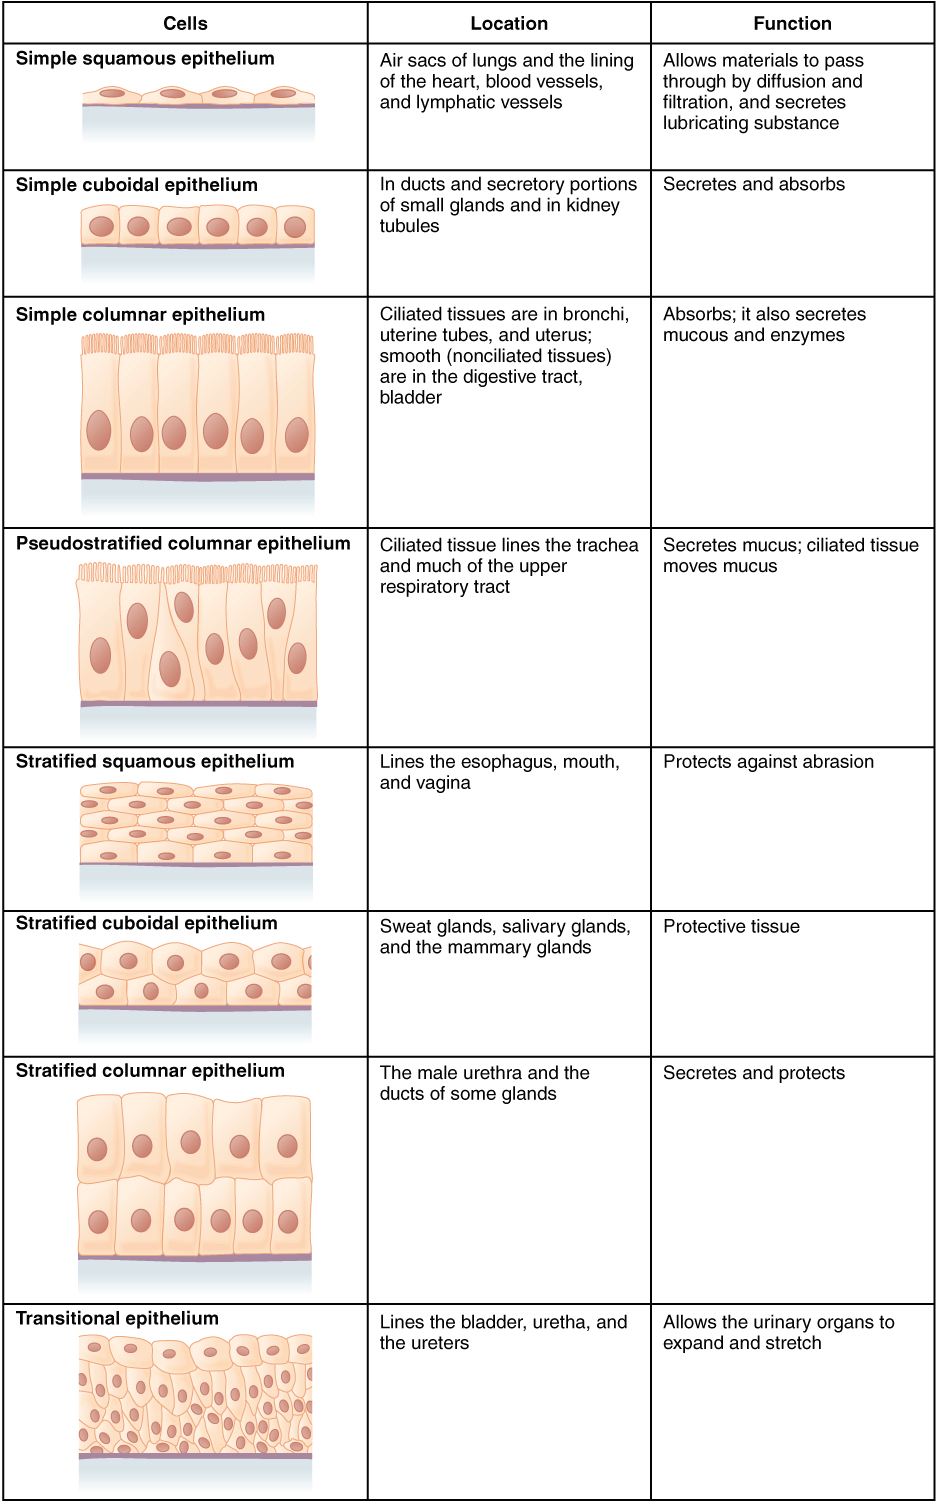 Cells
Location
Function
Simple squamous epithelium
Air sacs of lungs and the lining
of the heart, blood vessels,
and lymphatic vessels
Allows materials to pass
through by diffusion and
filtration, and secretes
lubricating substance
Simple cuboidal epithelium
In ducts and secretory portions
of small glands and in kidney
tubules
Secretes and absorbs
Simple columnar epithelium
Ciliated tissues are in bronchi,
uterine tubes, and uterus;
smooth (nonciliated tissues)
are in the digestive tract,
bladder
Absorbs; it also secretes
mucous and enzymes
Pseudostratified columnar epithelium
Ciliated tissue lines the trachea
and much of the upper
respiratory tract
Secretes mucus; ciliated tissue
moves mucus
Stratified squamous epithelium
Lines the esophagus, mouth,
and vagina
Protects against abrasion
Stratified cuboidal epithelium
Sweat glands, salivary glands,
and the mammary glands
Protective tissue
Stratified columnar epithelium
The male urethra and the
ducts of some glands
Secretes and protects
Transitional epithelium
Lines the bladder, uretha, and
the ureters
Allows the urinary organs to
expand and stretch